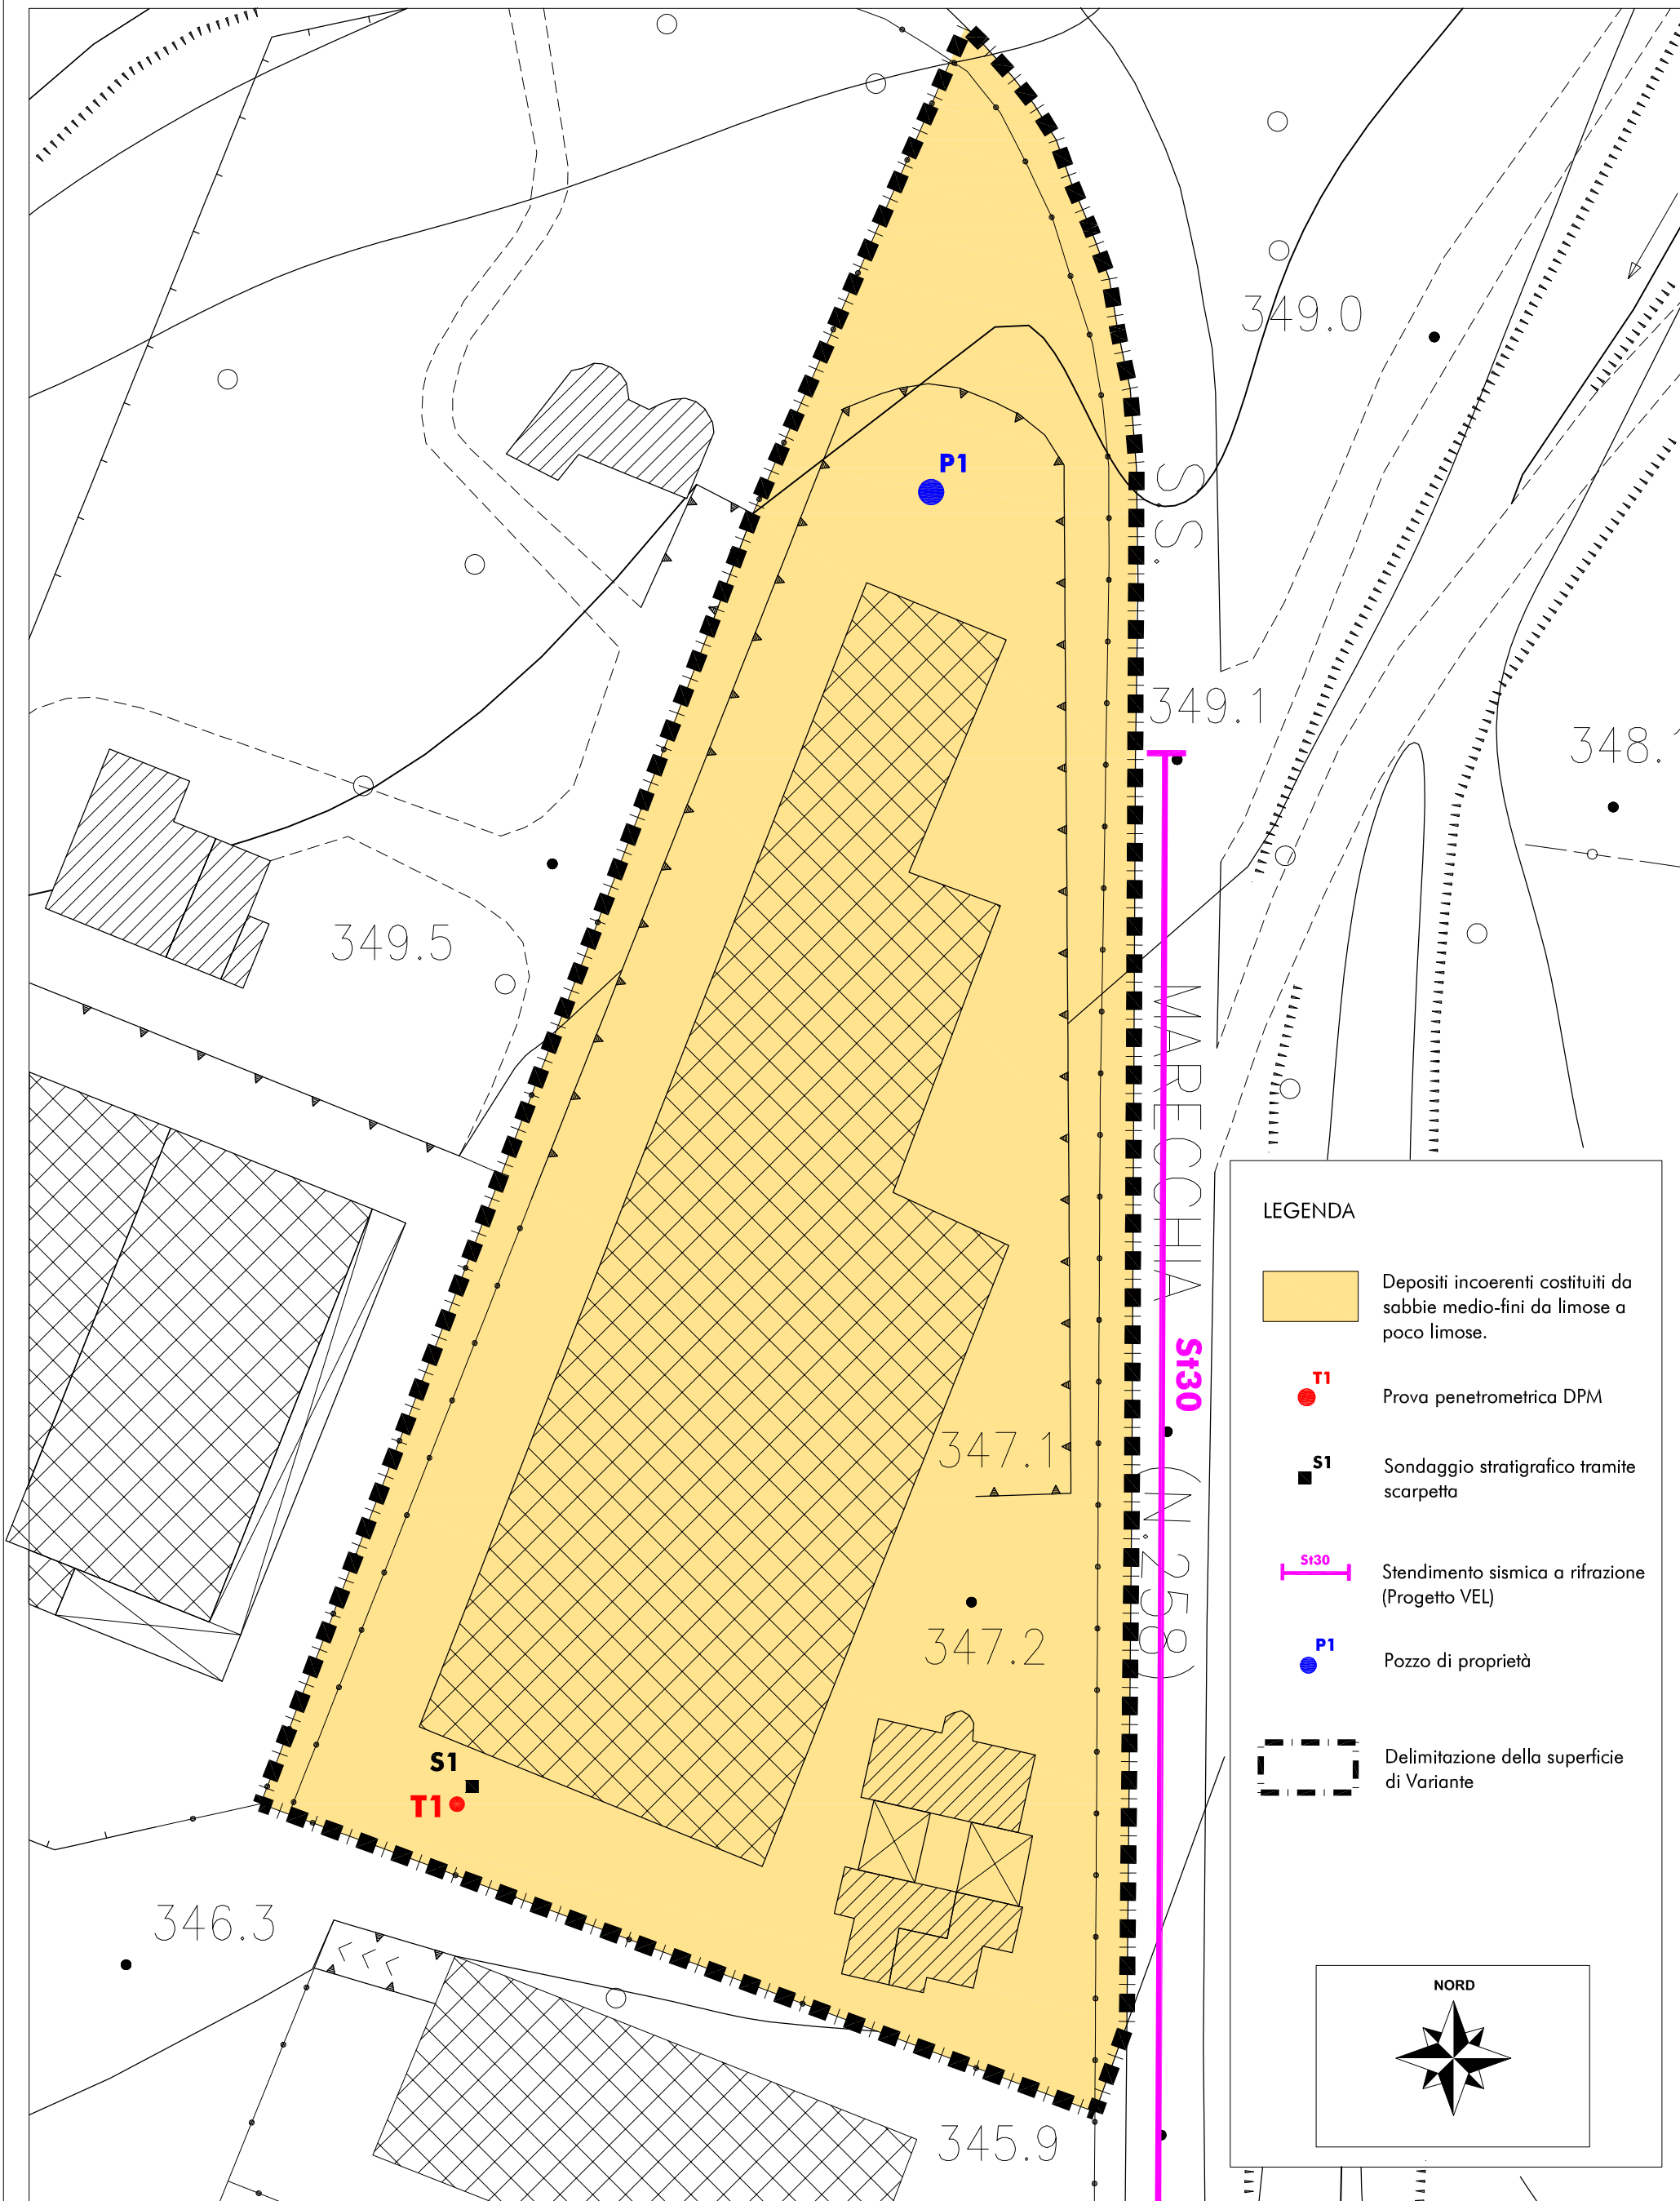 349.0
P1
S.S.
349.1
348.
349.5
MARECCHIA
St30
347.1
(N. 258)
347.2
S1
T1
346.3
345.9
LEGENDA
Depositi incoerenti costituiti da
sabbie medio-fini da limose a
poco limose.
T1
Prova penetrometrica DPM
S1
Sondaggio stratigrafico tramite
scarpetta
St30
Stendimento sismica a rifrazione
(Progetto VEL)
P1
Pozzo di proprietà
Delimitazione della superficie
di Variante
NORD